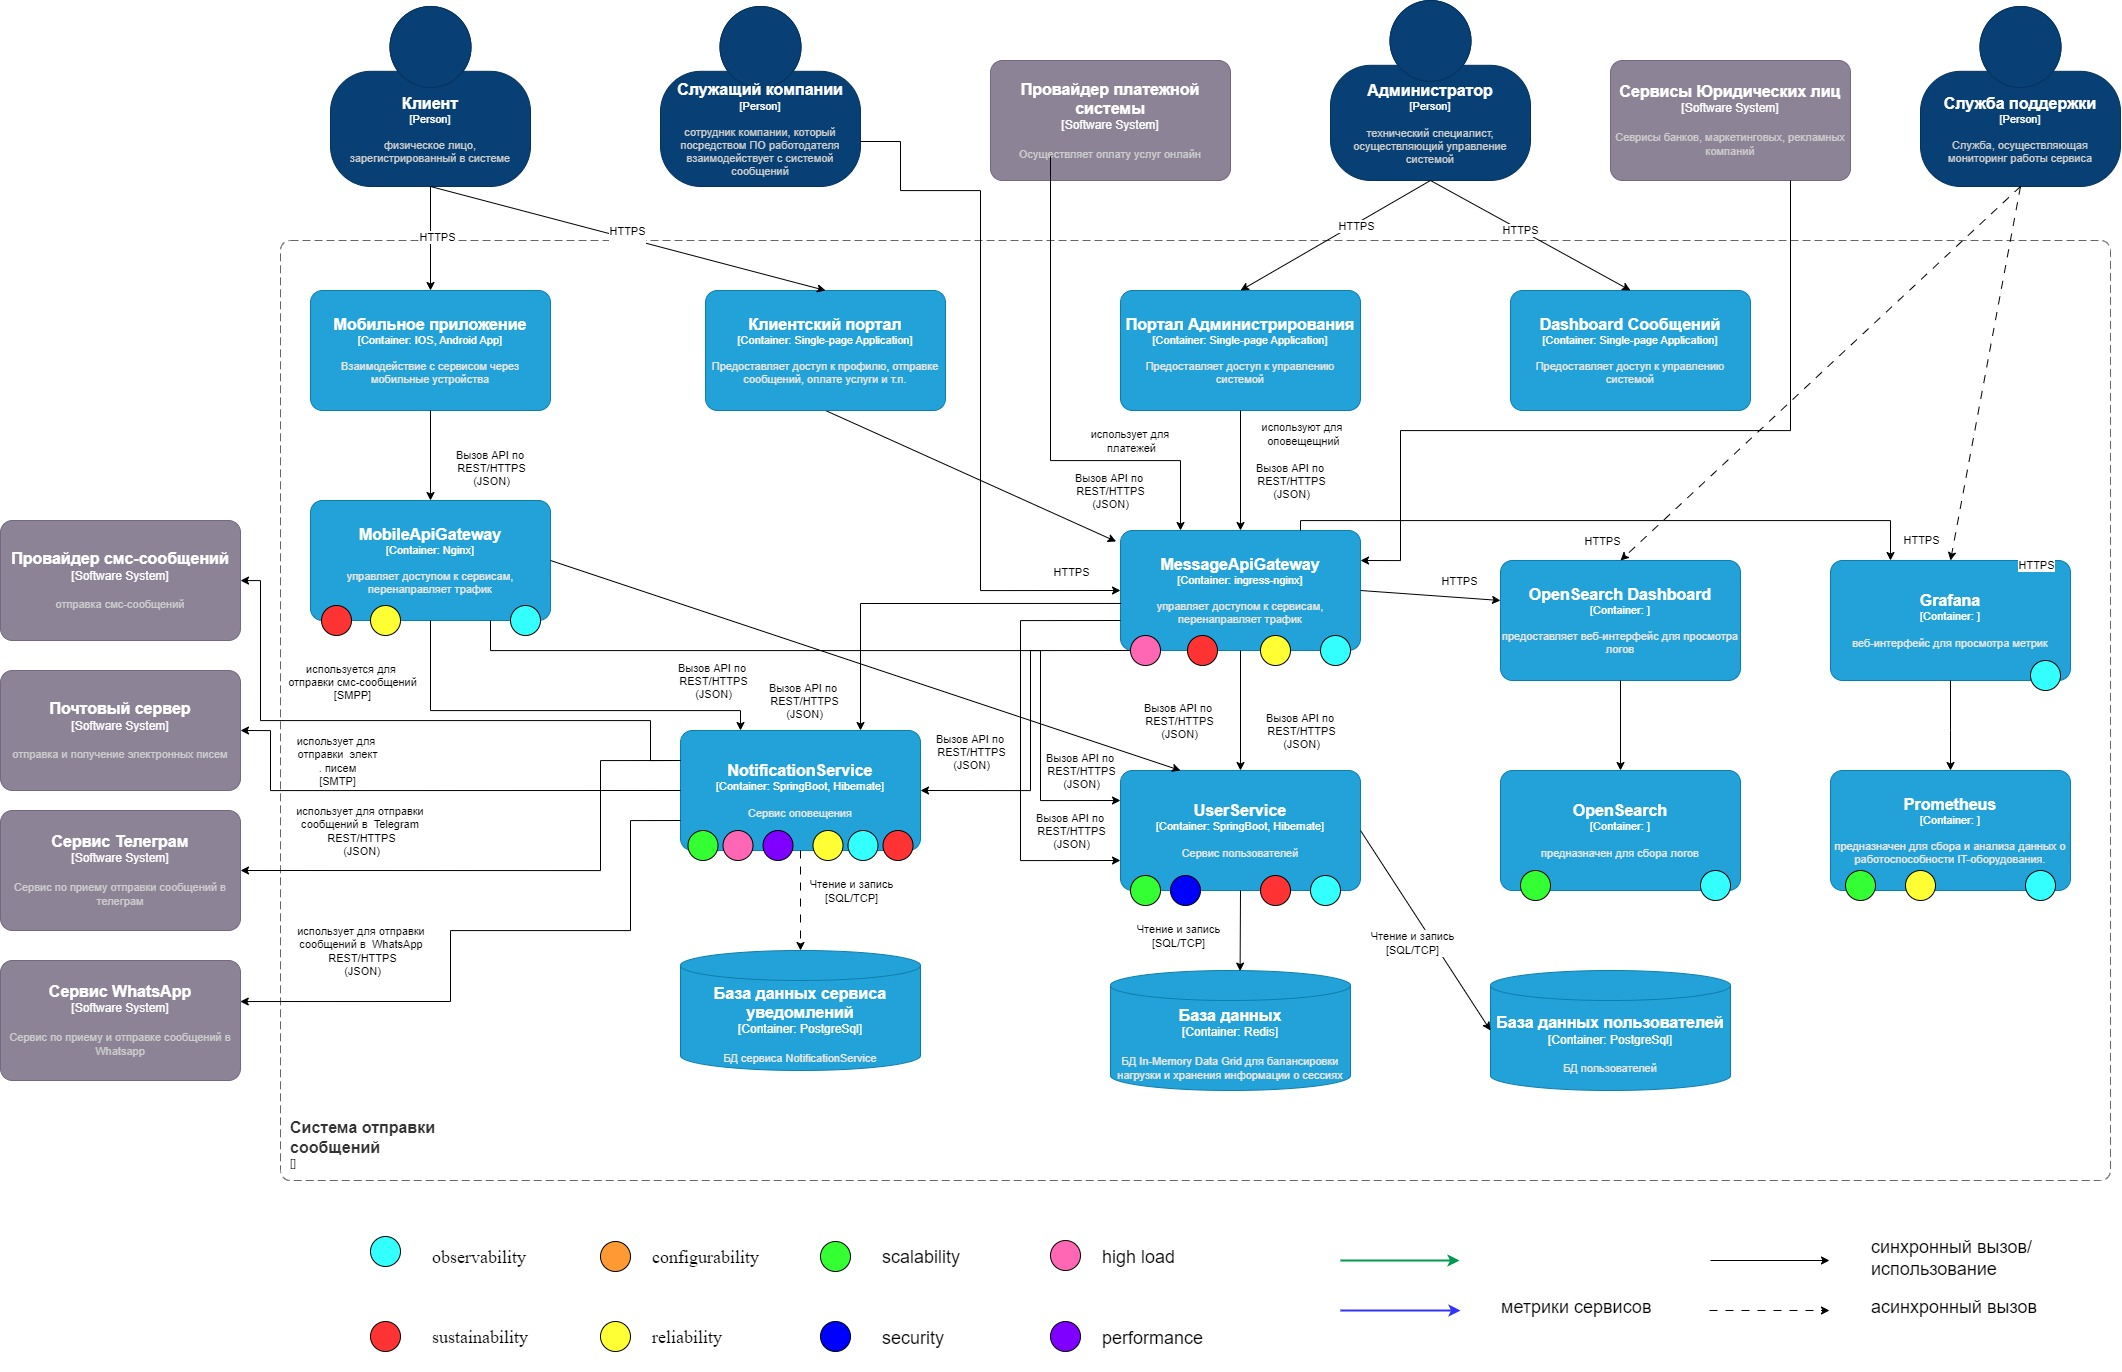 Клиент
[Person]
физическое лицо,
зарегистрированный в системе
Служащий компании
[Person]
сотрудник компании, который
посредством ПО работодателя
взаимодействует с системой
сообщений
Провайдер платежной
системы
[Software System]
Осуществляет оплату услуг онлайн
Администратор
[Person]
технический специалист,
осуществляющий управление
системой
Сервисы Юридических лиц
[Software System]
Севрисы банков, маркетинговых, рекламных
компаний
Служба поддержки
[Person]
Служба, осуществляющая
мониторинг работы сервиса
HTTPS
HTTPS
HTTPS
HTTPS
Мобильное приложение
[Container: IOS, Android App]
Взаимодействие с сервисом через
мобильные устройства
Клиентский портал
[Container: Single-page Application]
Предоставляет доступ к профилю, отправке
сообщений, оплате услуги и т.п.
Портал Администрирования
[Container: Single-page Application]
Предоставляет доступ к управлению
системой
Dashboard Сообщений
[Container: Single-page Application]
Предоставляет доступ к управлению
системой
Вызов API по
REST/HTTPS
(JSON)
использует для
платежей
Вызов API по
REST/HTTPS
(JSON)
используют для
оповещещний
Вызов API по
REST/HTTPS
(JSON)
Провайдер смс-сообщений
[Software System]
отправка смс-сообщений
MobileApiGateway
[Container: Nginx]
управляет доступом к сервисам,
перенаправляет трафик
HTTPS
MessageApiGateway
[Container: ingress-nginx]
управляет доступом к сервисам,
перенаправляет трафик
HTTPS
HTTPS
OpenSearch Dashboard
[Container: ]
предоставляет веб-интерфейс для просмотра
логов
HTTPS
HTTPS
Grafana
[Container: ]
веб-интерфейс для просмотра метрик
используется для
отправки смс-сообщений
[SMPP]
Вызов API по
REST/HTTPS
(JSON)
Вызов API по
REST/HTTPS
(JSON)
Вызов API по
REST/HTTPS
(JSON)
Вызов API по
REST/HTTPS
(JSON)
Почтовый сервер
[Software System]
отправка и получение электронных писем
использует для
отправки элект
. писем
[SMTP]
NotificationService
[Container: SpringBoot, Hibernate]
Сервис оповещения
Вызов API по
REST/HTTPS
(JSON)
Вызов API по
REST/HTTPS
(JSON)
Вызов API по
REST/HTTPS
(JSON)
UserService
[Container: SpringBoot, Hibernate]
Сервис пользователей
OpenSearch
[Container: ]
предназначен для сбора логов
Prometheus
[Container: ]
предназначен для сбора и анализа данных о
работоспособности IT-оборудования.
Сервис Телеграм
[Software System]
Сервис по приему отправки сообщений в
телеграм
использует для отправки
сообщений в Telegram
REST/HTTPS
(JSON)
Чтение и запись
[SQL/TCP]
Чтение и запись
[SQL/TCP]
Чтение и запись
[SQL/TCP]
Сервис WhatsApp
[Software System]
Сервис по приему и отправке сообщений в
Whatsapp
использует для отправки
сообщений в WhatsApp
REST/HTTPS
(JSON)
База данных сервиса
уведомлений
[Container: PostgreSql]
БД сервиса NotificationService
База данных
[Container: Redis]
БД In-Memory Data Grid для балансировки
нагрузки и хранения информации о сессиях
База данных пользователей
[Container: PostgreSql]
БД пользователей
Система отправки
сообщений
[]
observability
configurability
scalability
high load
синхронный вызов/
использование
sustainability
reliability
security
performance
метрики сервисов
асинхронный вызов